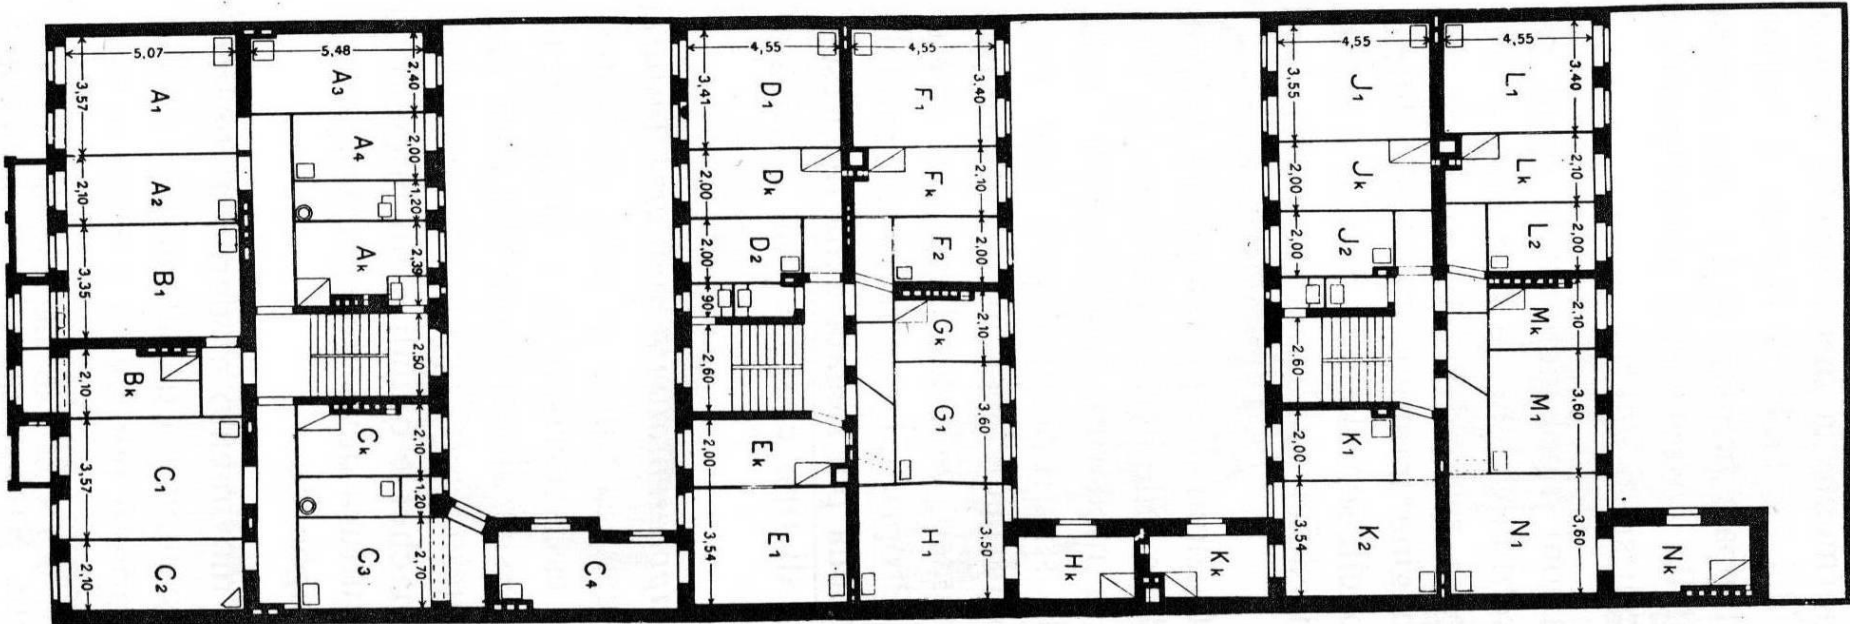 5,07
3,57
A1
5,48
A3
2,40
A4
2,00
1,20
2,10
A2
3,35
B1
Ak
2,39
2,50
2,10
Bk
3,57
C1
Ck
2,10
1,20
2,10
C2
C3
2,70
C4
4,55
3,41
D1
4,55
F1
3.40
2,00
Dk
Fk
2,10
2,00
D2
F2
2,00
90
Gk
2,10
2,60
G1
3,60
2,00
Ek
3,54
E1
H1
3.50
Hk
Kk
4,55
3,55
J1
4,55
L1
3.40
2,00
Jk
Lk
2,10
2,00
J2
L2
2,00
Mk
2,10
2.60
M1
3,60
2,00
K1
3,54
K2
N1
3,60
Nk